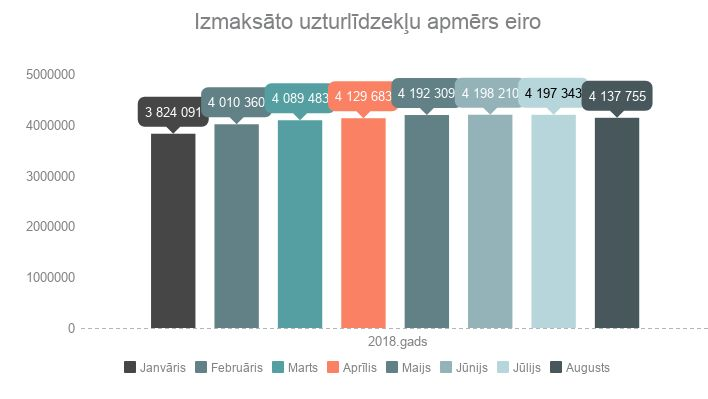 Izmaksāto uzturlīdzekļu apmērs eiro
5000000
4000000
3000000
2000000
1000000
0
3 824 091
4 010 360
4 089 483
4 129 683
4 192 309
4 198 210
4 197 343
4 137 755
2018.gads
Janvāris Februāris Marts Aprīlis Maijs Jūnijs Jūlijs Augusts